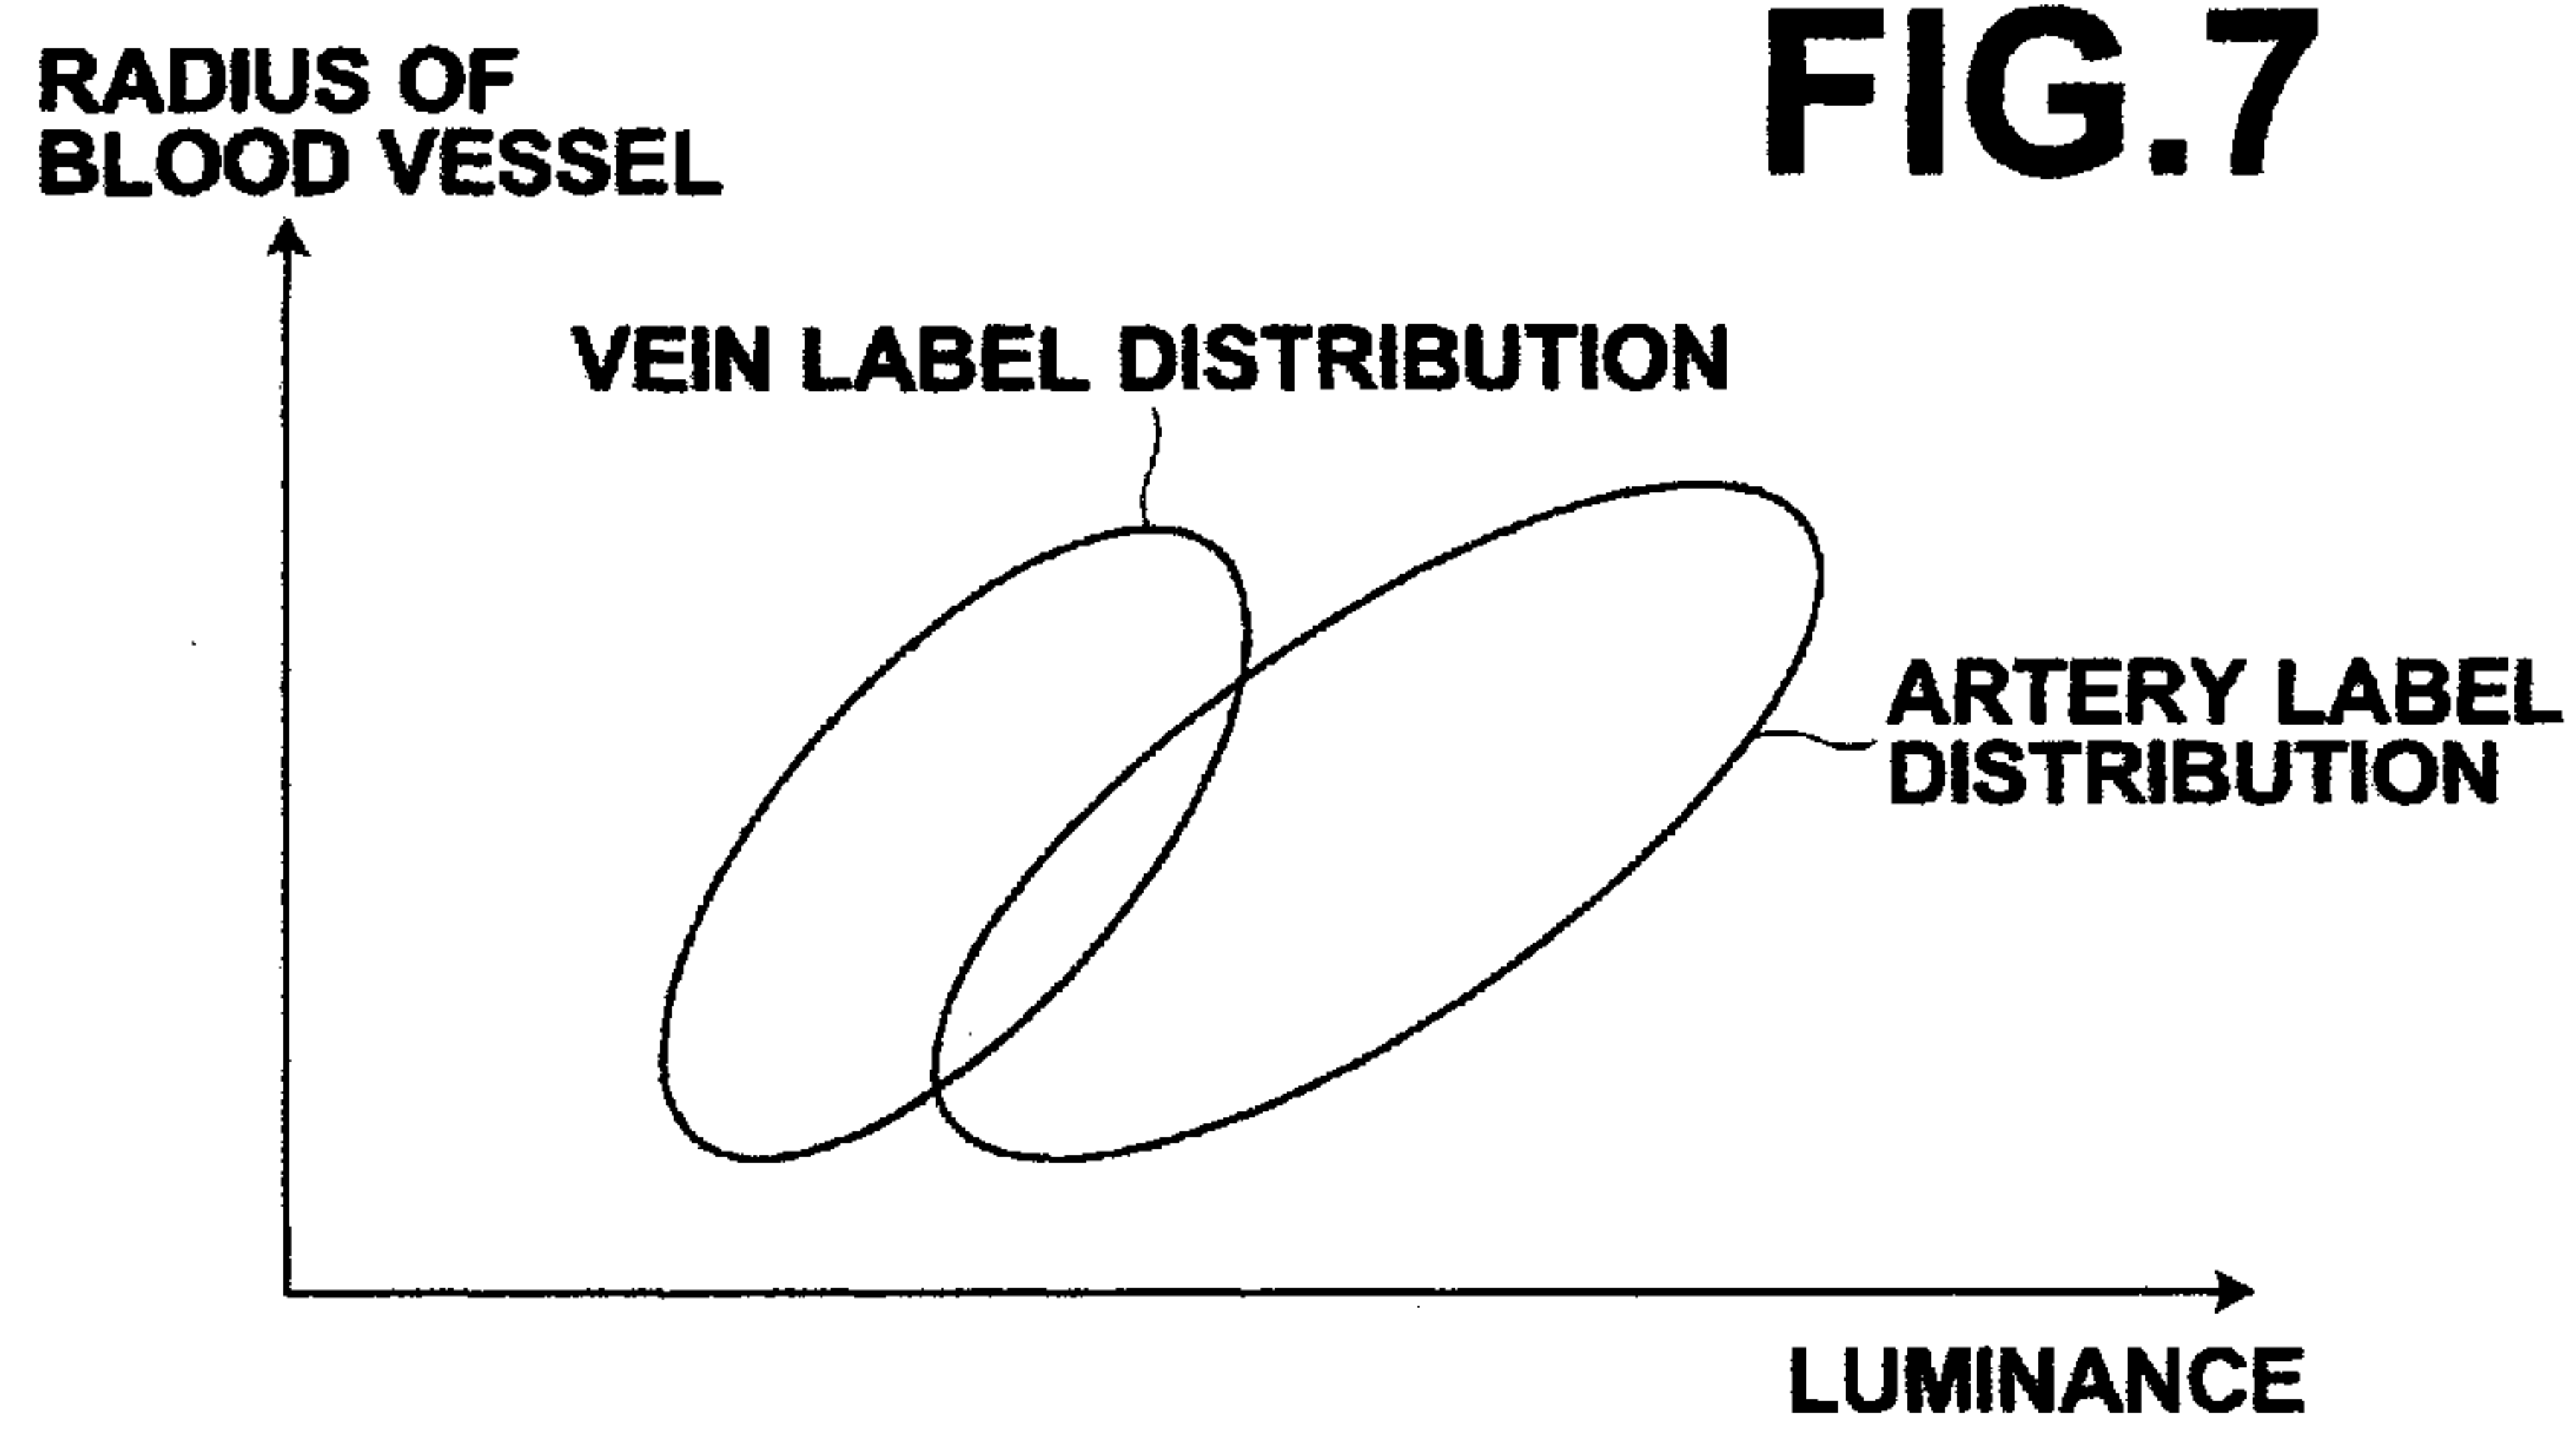 FIG.7
RADIUS OF
BLOOD VESSEL
VEIN LABEL DISTRIBUTION
ARTERY LABEL
DISTRIBUTION
LUMINANCE